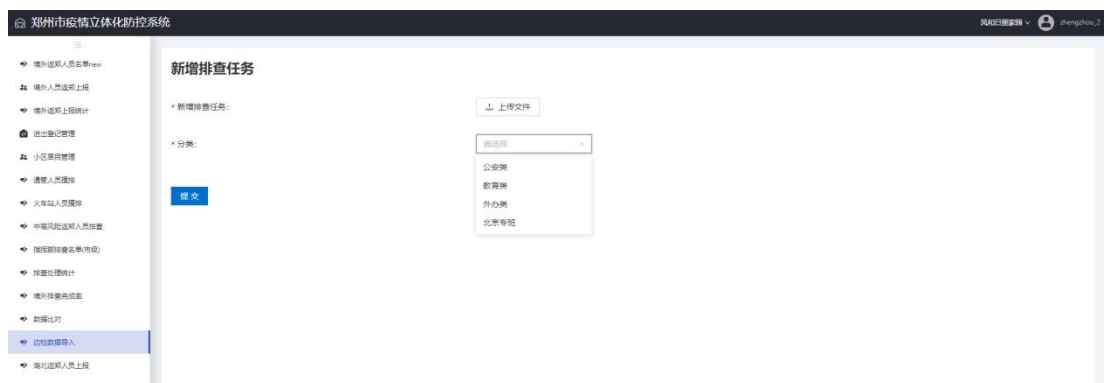 郑州市疫情立体化防控系统
风和日丽家园
zhengzhou_2
境外返郑人员名单new
境外人员返郑上报
境外返郑上报统计
进出登记管理
小区居民管理
通管人员摸排
火车站人员摸排
中高风险返郑人员排查
指挥部排查名单(市级)
排查处理统计
境外排查完成率
数据比对
边检数据导入
湖北返郑人员上报
新增排查任务
* 新增排查任务:
上传文件
* 分类:
请选择
公安类
教育类
外办类
北京专班
提交